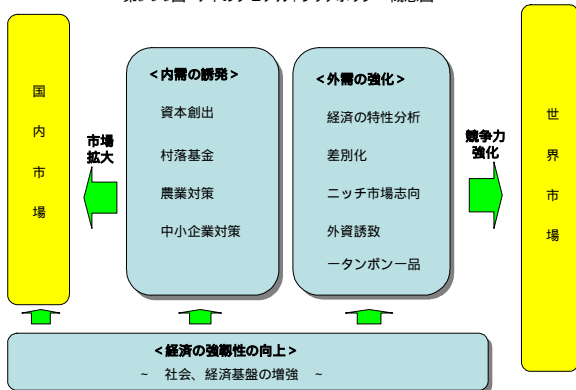 国内市場
市場
拡大
<内需の誘発>
資本創出
村落基金
農業対策
中小企業対策
<外需の強化>
経済の特性分析
差別化
ニッチ市場志向
外資誘致
一タンボン一品
競争力
強化
世界市場
<経済の強靭性の向上>
~ 社会、経済基盤の増強 ~